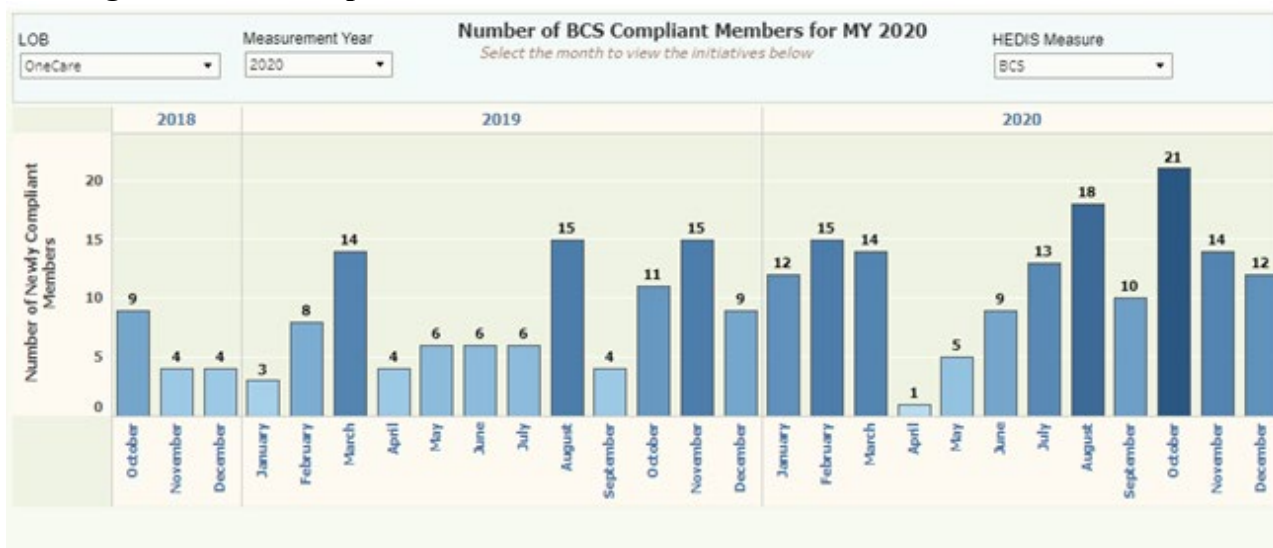 Number of BCS Compliant Members for MY 2020
Select the month to view the initiatives below
LOB
OneCare
Measurement Year
2020
HEDIS Measure
BCS
2018
2019
2020
Number of Newly Compliant
Members
20
15
10
5
0
9
4
4
3
8
14
4
6
6
6
15
4
11
15
9
12
15
14
1
5
9
13
18
10
21
14
12
October
November
December
January
February
March
April
May
June
July
August
September
October
November
December
January
February
March
April
May
June
July
August
September
October
November
December